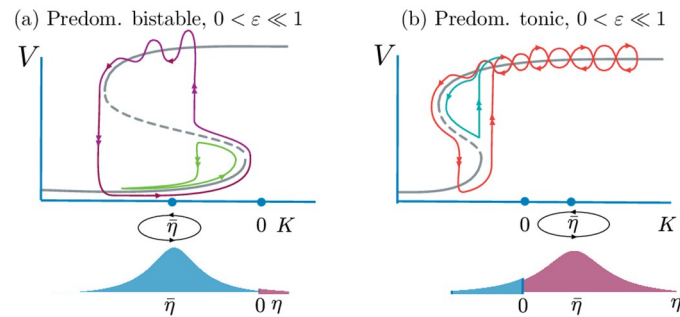 (a) Predom. bistable, 0 < ε ≪ 1
V
η̄
0 K
η̄
0 η
(b) Predom. tonic, 0 < ε ≪ 1
V
0
η̄
K
0
η̄
η